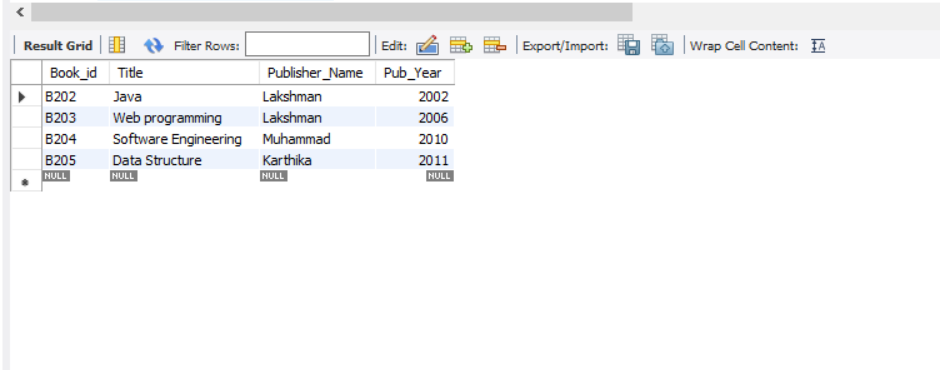 Result Grid Filter Rows: Edit: Export/Import: Wrap Cell Content: IA
Book_id Title Publisher_Name Pub_Year
B202 Java Lakshman 2002
B203 Web programming Lakshman 2006
B204 Software Engineering Muhammad 2010
B205 Data Structure Karthika 2011
NULL NULL NULL NULL